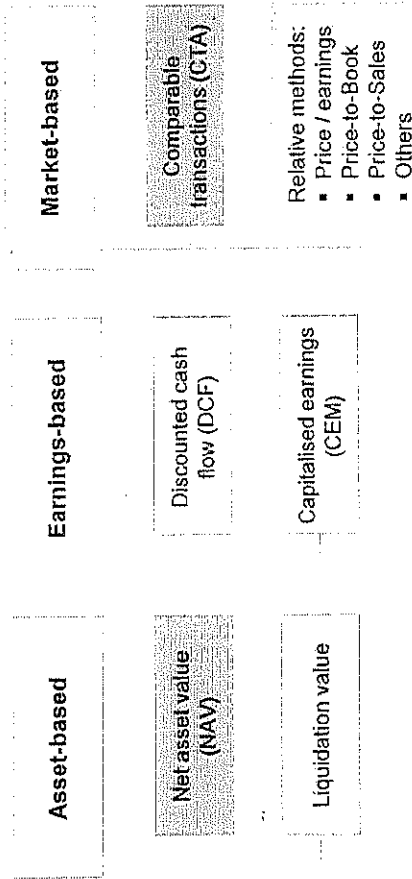 Asset-based
Net asset value
(NAV)
Liquidation value
Earnings-based
Discounted cash
flow (DCF)
Capitalised earnings
(CEM)
Market-based
Comparable
transactions (CTA)
Relative methods:
▪ Price / earnings
▪ Price-to-Book
▪ Price-to-Sales
▪ Others